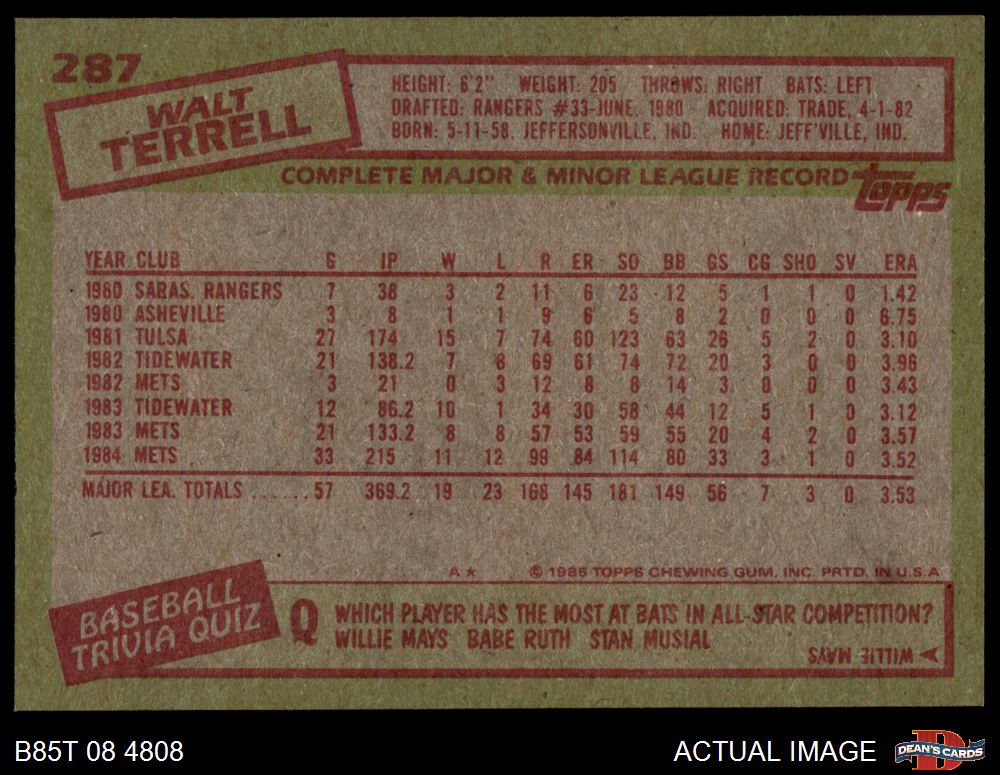 287
WALT
TERRELL
HEIGHT: 6'2" WEIGHT: 205 THROWS: RIGHT BATS: LEFT
DRAFTED: RANGERS #33-JUNE, 1980 ACQUIRED: TRADE, 4-1-82
BORN: 5-11-58, JEFFERSONVILLE, IND. HOME: JEFF'VILLE, IND.
COMPLETE MAJOR & MINOR LEAGUE RECORD topps
YEAR CLUB G IP W L R ER SO BB GS CG SHO SV ERA
1980 SARAS. RANGERS 7 38 3 2 11 6 23 12 5 1 1 0 1.42
1980 ASHEVILLE 3 8 1 1 9 6 5 8 2 0 0 0 6.75
1981 TULSA 27 174 15 7 74 60 123 63 26 5 2 0 3.10
1982 TIDEWATER 21 138.2 7 8 69 61 74 72 20 3 0 0 3.96
1982 METS 3 21 0 3 12 8 8 14 3 0 0 0 3.43
1983 TIDEWATER 12 86.2 10 1 34 30 58 44 12 5 1 0 3.12
1983 METS 21 133.2 8 8 57 53 59 55 20 4 2 0 3.57
1984 METS 33 215 11 12 99 84 114 80 33 3 1 0 3.52
MAJOR LEA. TOTALS ...... 57 369.2 19 23 168 145 181 149 56 7 3 0 3.53
A★ © 1985 TOPPS CHEWING GUM, INC. PRTD. IN U.S.A
BASEBALL
TRIVIA QUIZ
Q WHICH PLAYER HAS THE MOST AT BATS IN ALL-STAR COMPETITION?
WILLIE MAYS BABE RUTH STAN MUSIAL
WILLIE MAYS
B85T 08 4808 ACTUAL IMAGE DEAN'S CARDS